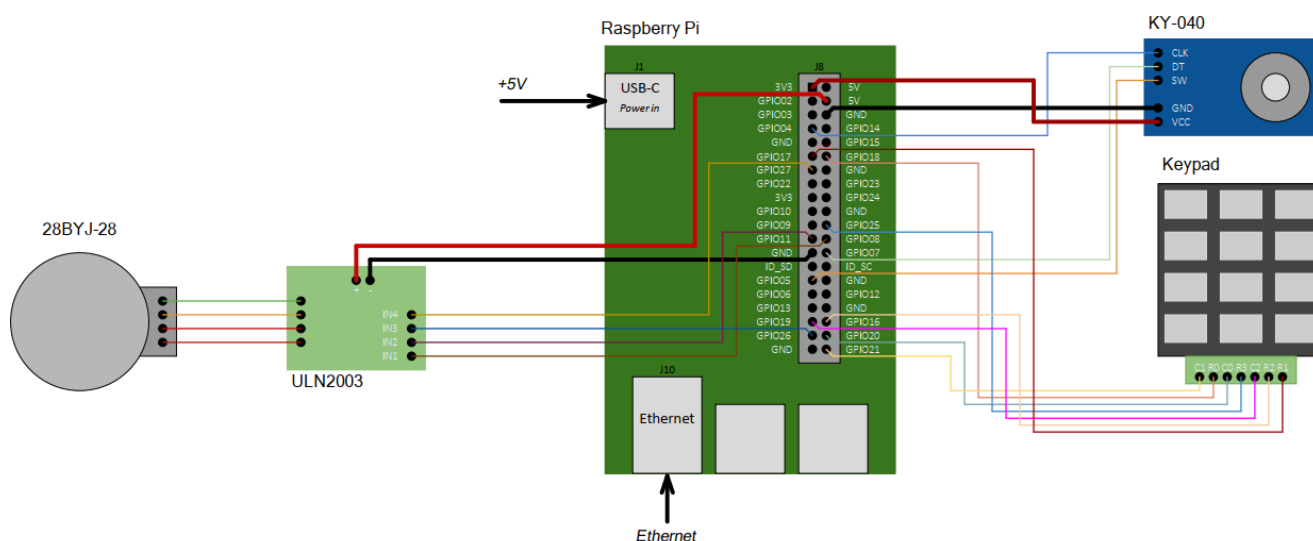 Raspberry Pi
KY-040
J1
USB-C
Power in
+5V
J8
3V3 5V
GPIO02 5V
GPIO03 GND
GPIO04 GPIO14
GND GPIO15
GPIO17 GPIO18
GPIO27 GND
GPIO22 GPIO23
3V3 GPIO24
GPIO10 GND
GPIO09 GPIO25
GPIO11 GPIO08
GND GPIO07
ID_SD ID_SC
GPIO05 GND
GPIO06 GPIO12
GPIO13 GND
GPIO19 GPIO16
GPIO26 GPIO20
GND GPIO21
CLK
DT
SW
GND
VCC
Keypad
C1 R0 C0 R3 C2 R2 R1
28BYJ-28
+ -
IN4
IN3
IN2
IN1
ULN2003
J10
Ethernet
Ethernet